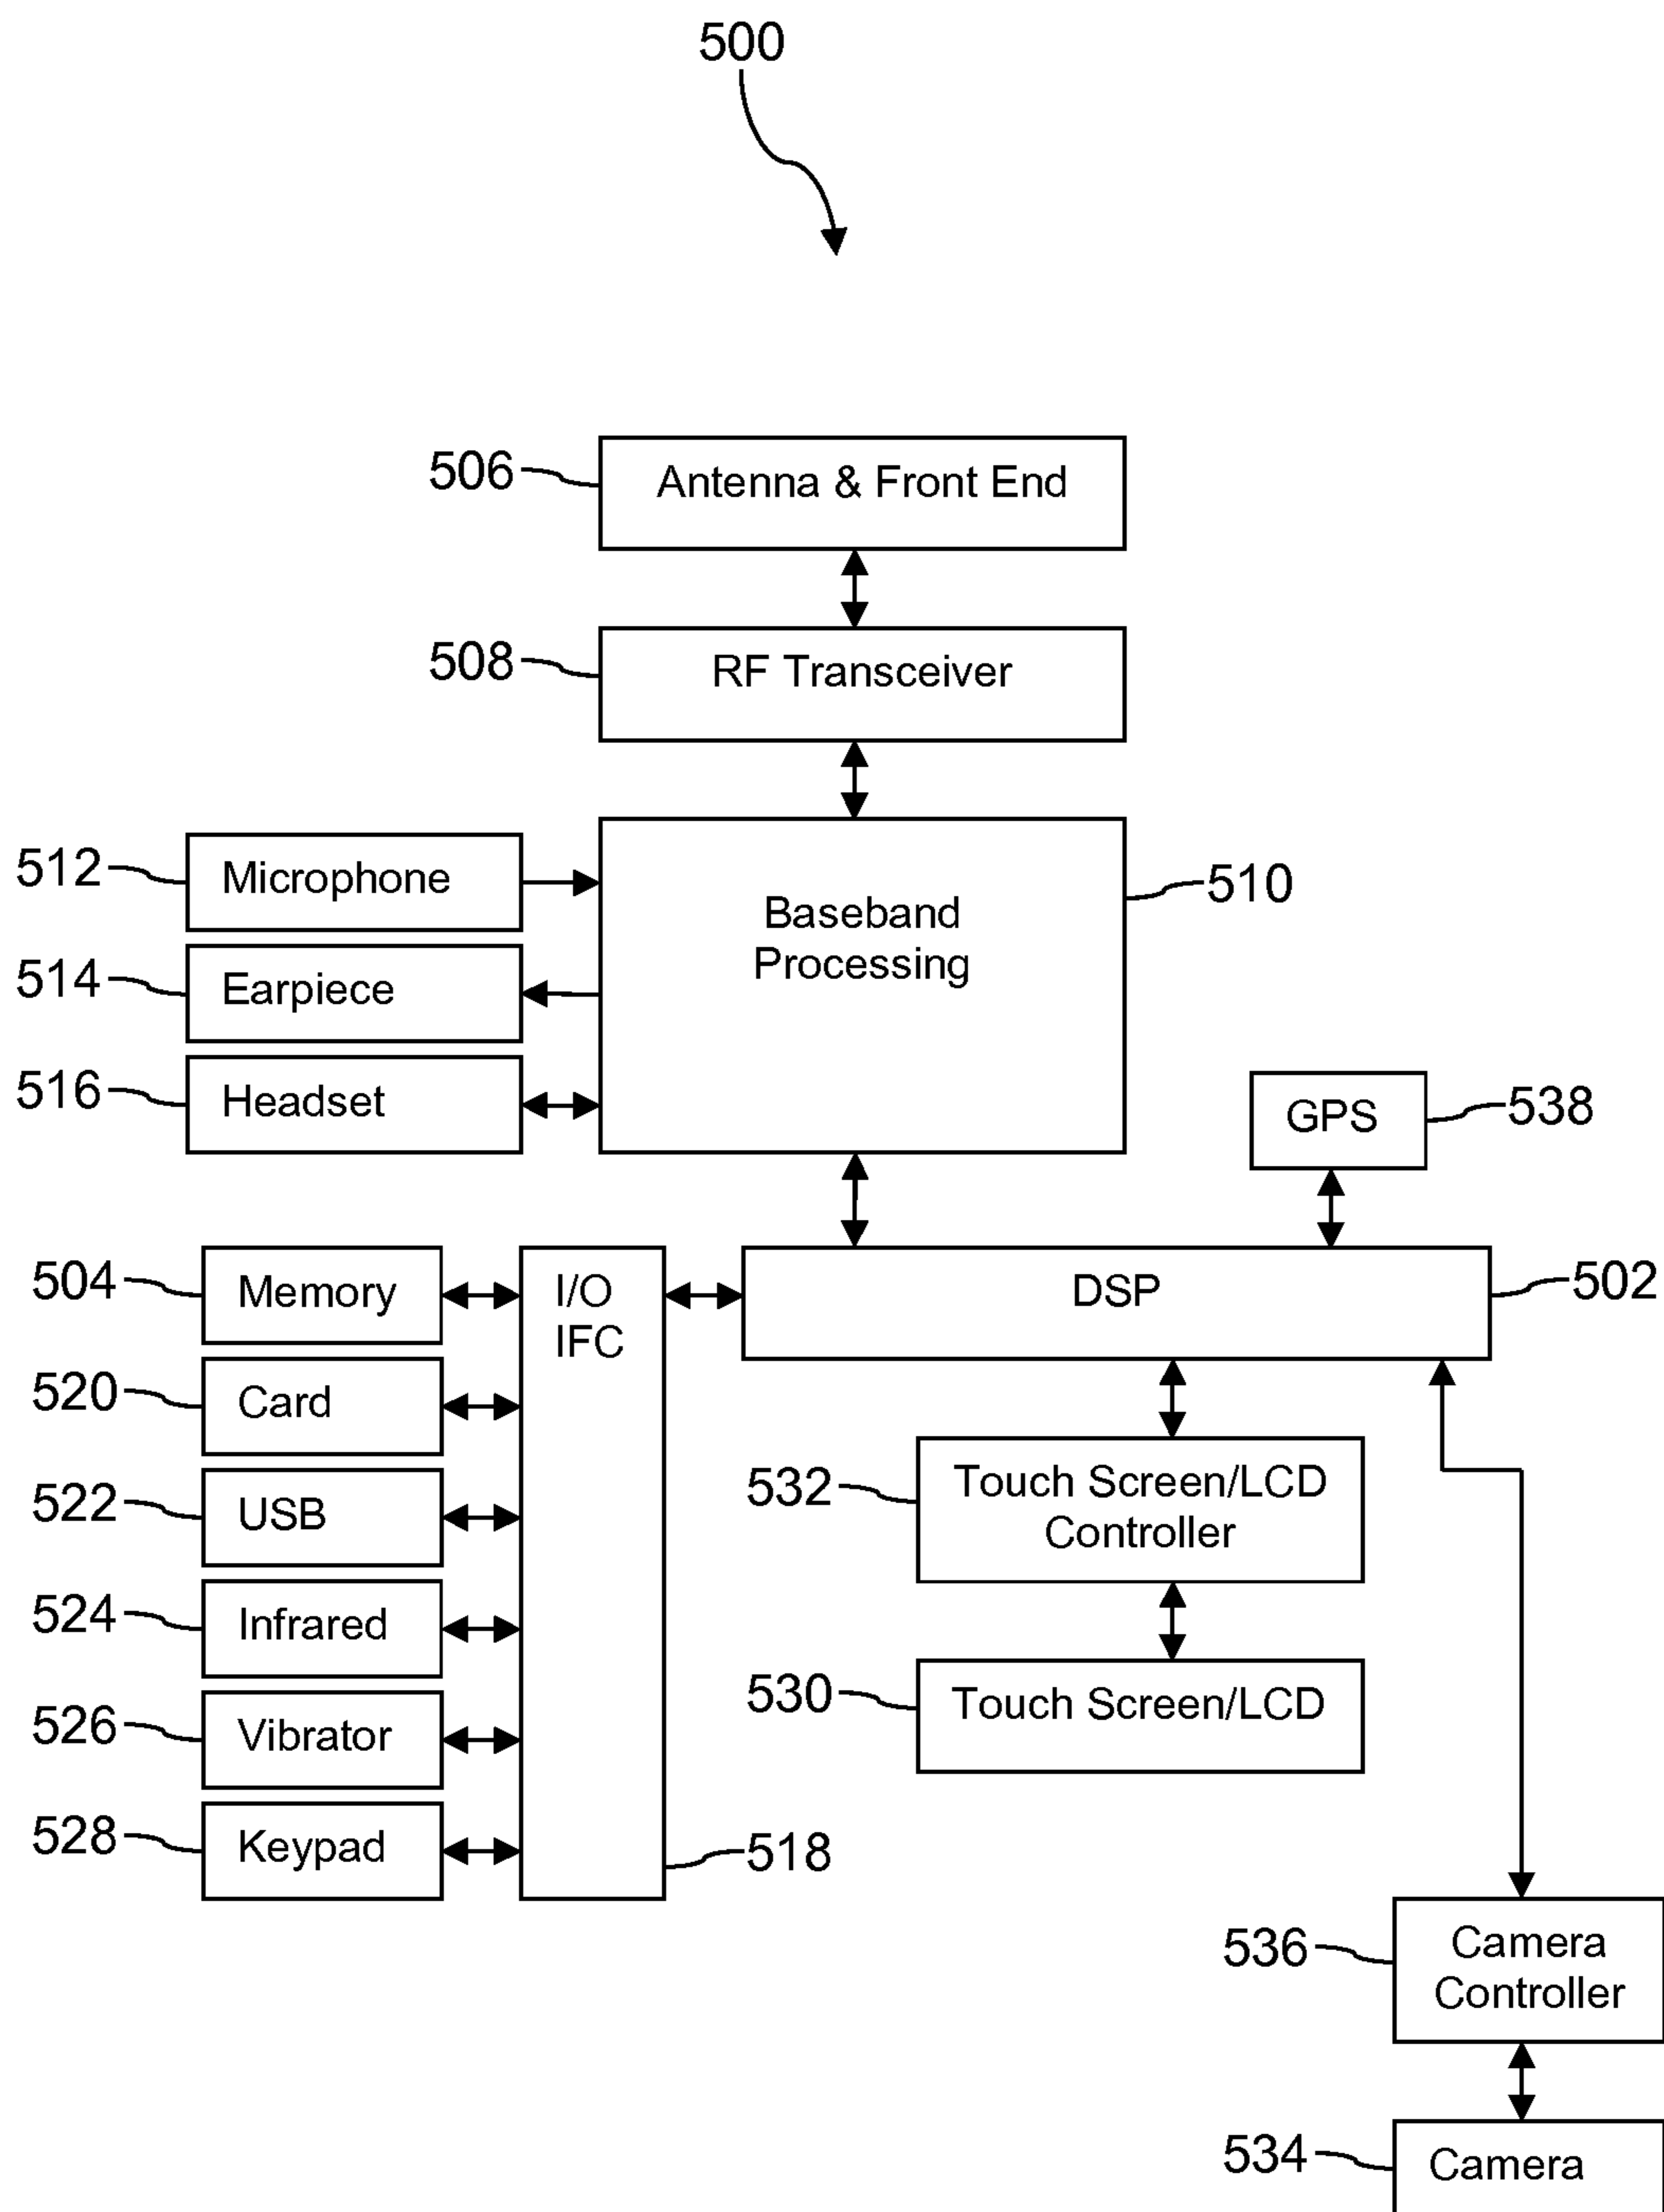 500
506
Antenna & Front End
508
RF Transceiver
512
Microphone
Baseband
Processing
510
514
Earpiece
516
Headset
GPS
538
504
Memory
I/O
IFC
DSP
502
520
Card
522
USB
532
Touch Screen/LCD
Controller
524
Infrared
530
Touch Screen/LCD
526
Vibrator
528
Keypad
518
536
Camera
Controller
534
Camera